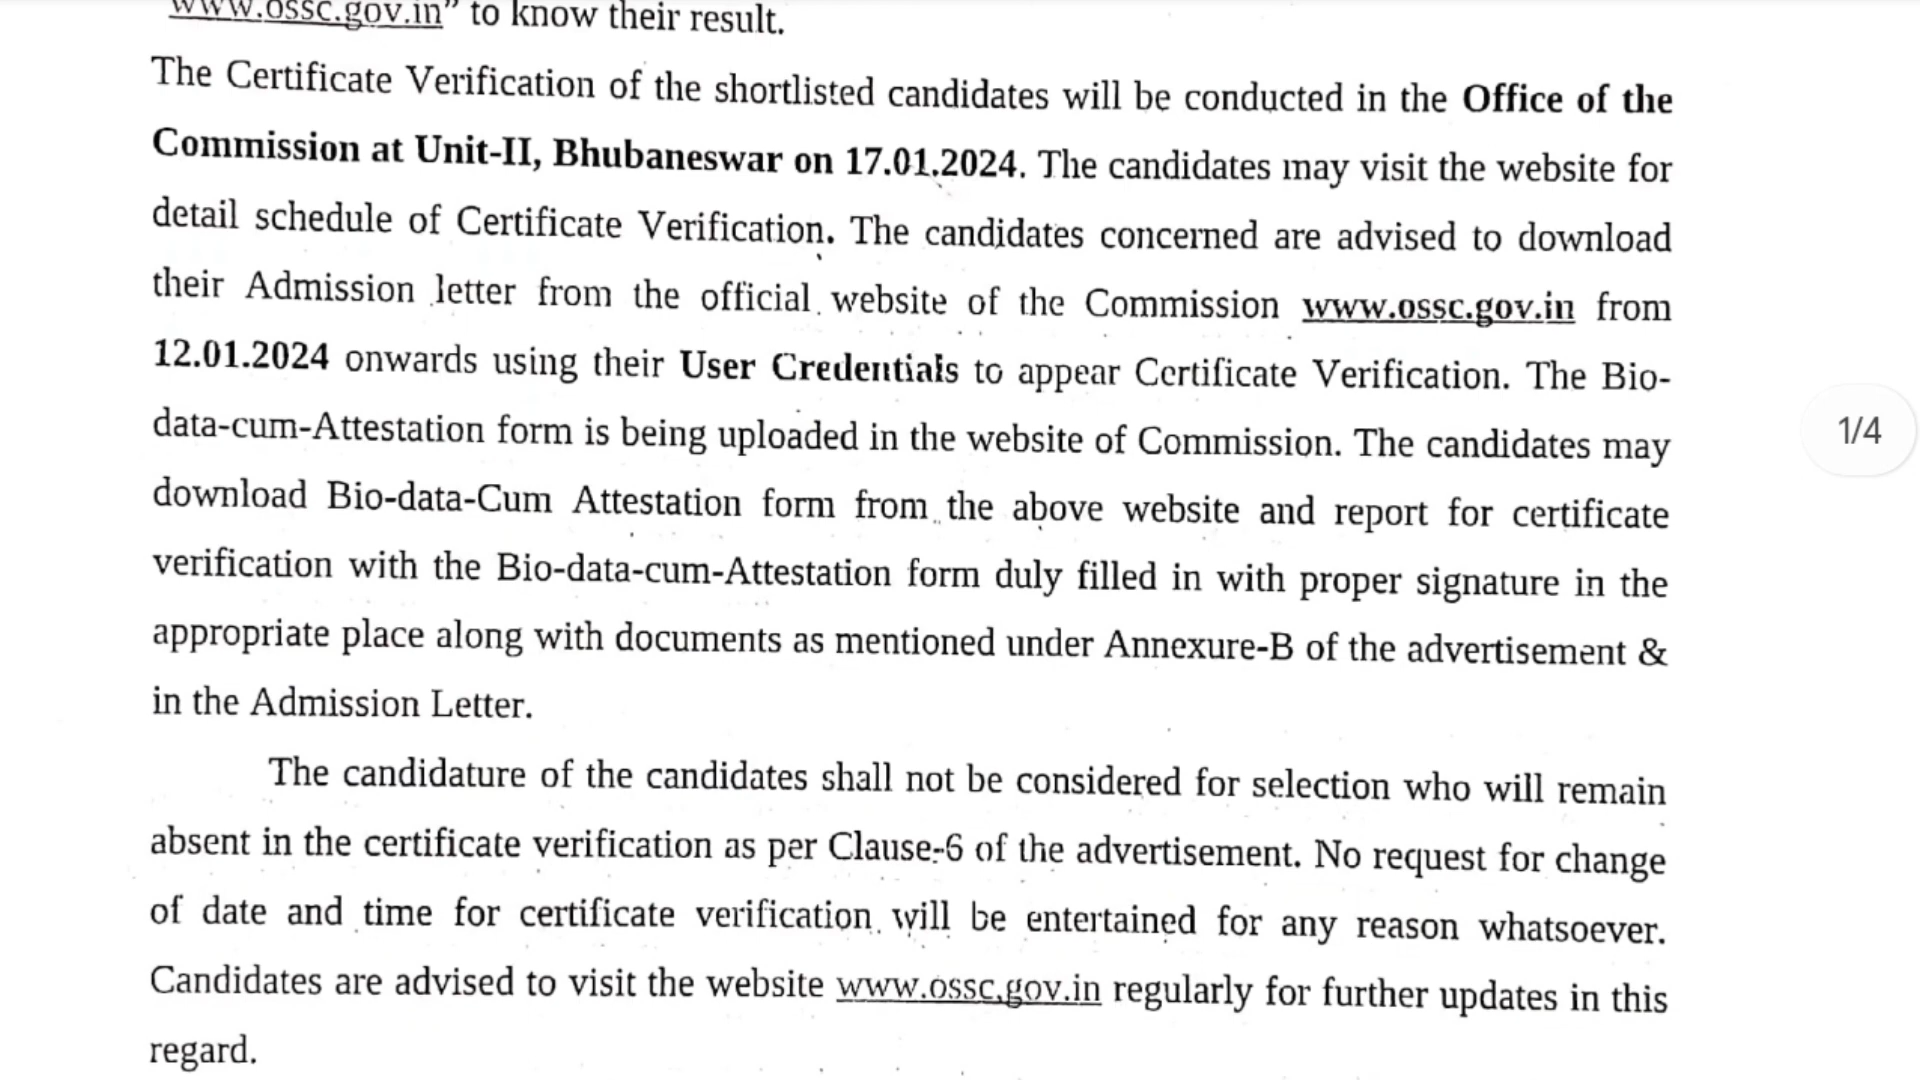 www.ossc.gov.in" to know their result.
The Certificate Verification of the shortlisted candidates will be conducted in the Office of the
Commission at Unit-II, Bhubaneswar on 17.01.2024. The candidates may visit the website for
detail schedule of Certificate Verification. The candidates concerned are advised to download
their Admission letter from the official website of the Commission www.ossc.gov.in from
12.01.2024 onwards using their User Credentials to appear Certificate Verification. The Bio-
data-cum-Attestation form is being uploaded in the website of Commission. The candidates may
download Bio-data-Cum Attestation form from the above website and report for certificate
verification with the Bio-data-cum-Attestation form duly filled in with proper signature in the
appropriate place along with documents as mentioned under Annexure-B of the advertisement &
in the Admission Letter.
The candidature of the candidates shall not be considered for selection who will remain
absent in the certificate verification as per Clause-6 of the advertisement. No request for change
of date and time for certificate verification will be entertained for any reason whatsoever.
Candidates are advised to visit the website www.ossc.gov.in regularly for further updates in this
regard.
1/4